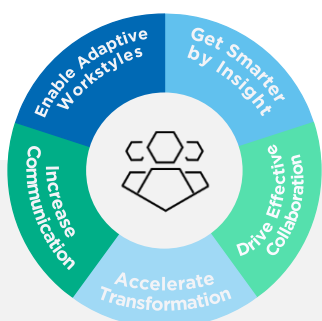 Enable Adaptive
Workstyles
Get Smarter
by Insight
Drive Effective
Collaboration
Accelerate
Transformation
Increase
Communication